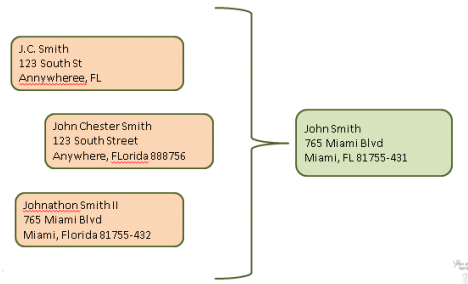 J.C. Smith
123 South St
Annywheree, FL
John Chester Smith
123 South Street
Anywhere, FLorida 888756
Johnathon Smith II
765 Miami Blvd
Miami, Florida 81755-432
John Smith
765 Miami Blvd
Miami, FL 81755-431